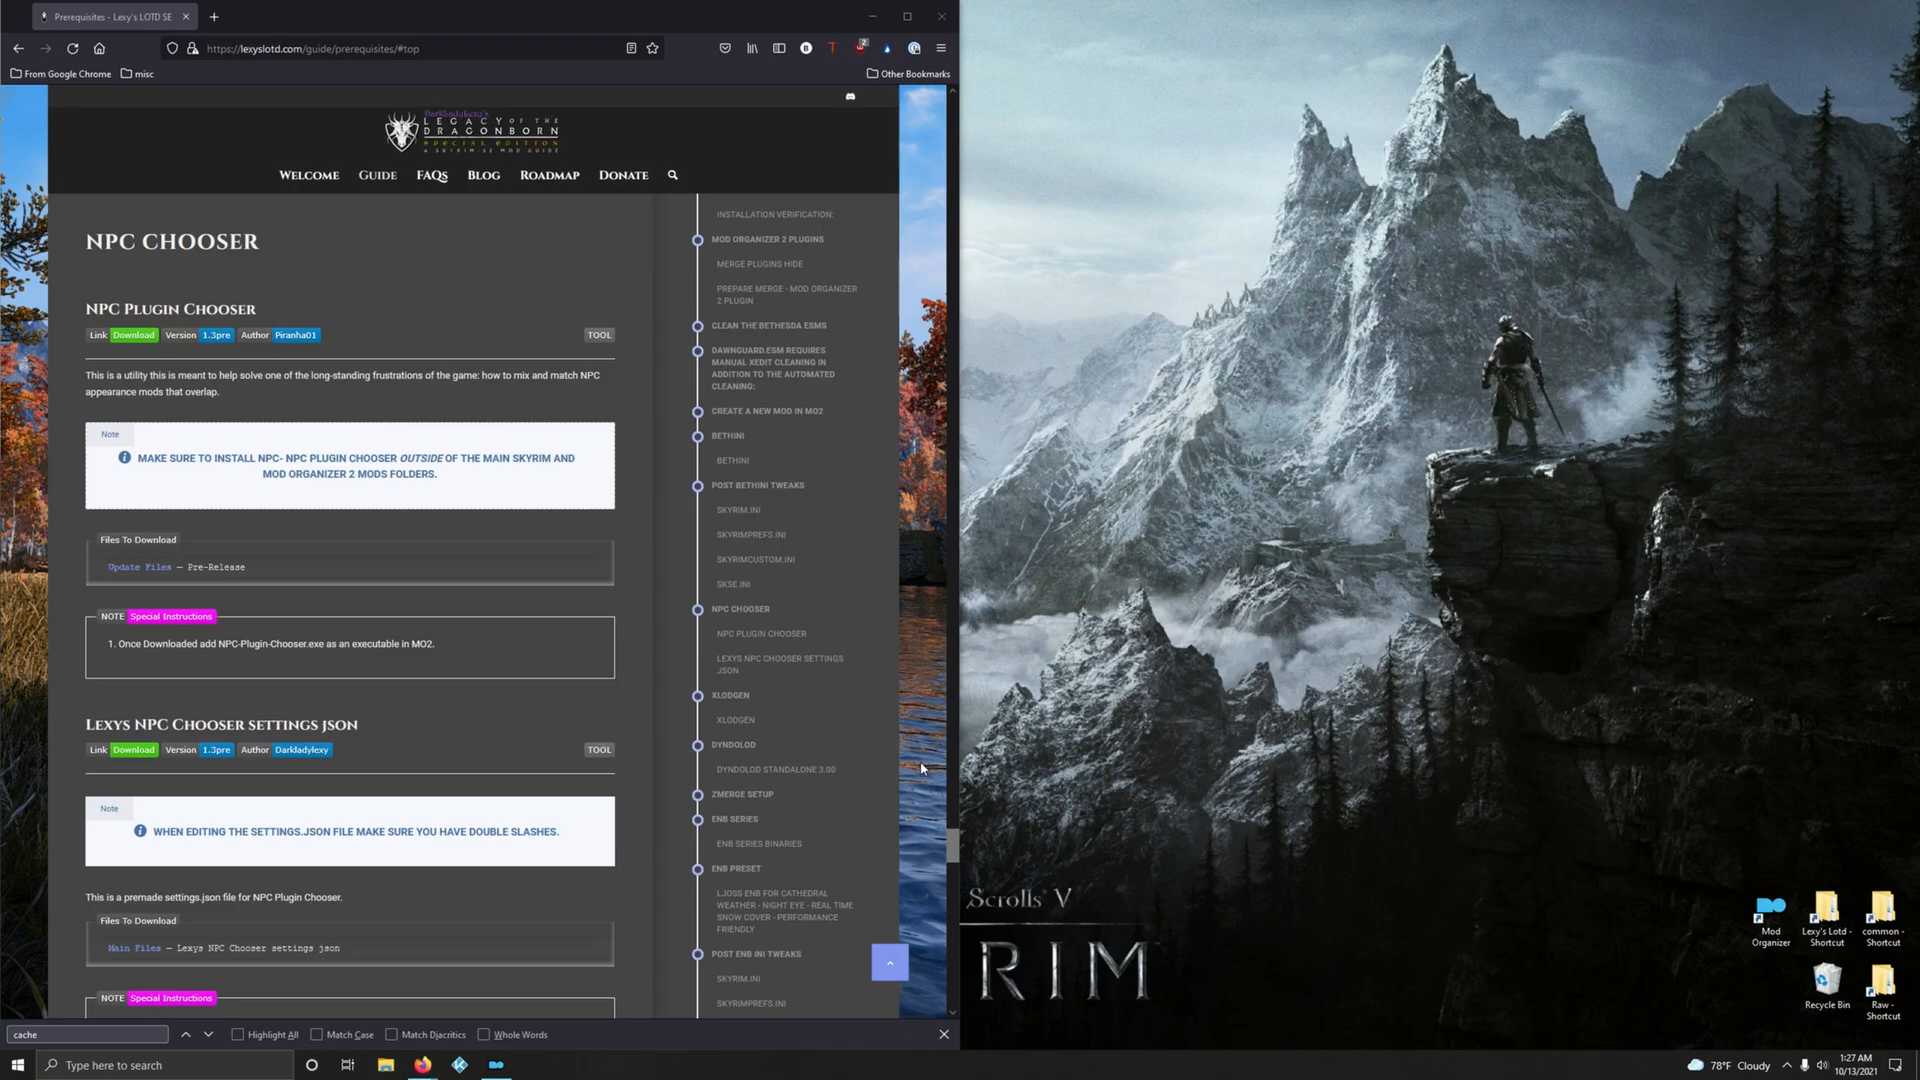 Prerequisites - Lexy's LOTD SE
https://lexyslotd.com/guide/prerequisites/#top
2
From Google Chrome
misc
Other Bookmarks
Darkladylexy's
LEGACY OF THE
DRAGONBORN
SPECIAL EDITION
A SKYRIM:SE MOD GUIDE
WELCOME GUIDE FAQs BLOG ROADMAP DONATE
NPC CHOOSER
NPC PLUGIN CHOOSER
Link Download Version 1.3pre Author Piranha01 TOOL
This is a utility this is meant to help solve one of the long-standing frustrations of the game: how to mix and match NPC
appearance mods that overlap.
Note
MAKE SURE TO INSTALL NPC- NPC PLUGIN CHOOSER OUTSIDE OF THE MAIN SKYRIM AND
MOD ORGANIZER 2 MODS FOLDERS.
Files To Download
Update Files — Pre-Release
NOTE Special Instructions
1. Once Downloaded add NPC-Plugin-Chooser.exe as an executable in MO2.
LEXYS NPC CHOOSER SETTINGS JSON
Link Download Version 1.3pre Author Darkladylexy TOOL
Note
WHEN EDITING THE SETTINGS.JSON FILE MAKE SURE YOU HAVE DOUBLE SLASHES.
This is a premade settings.json file for NPC Plugin Chooser.
Files To Download
Main Files — Lexys NPC Chooser settings json
NOTE Special Instructions
INSTALLATION VERIFICATION:
MOD ORGANIZER 2 PLUGINS
MERGE PLUGINS HIDE
PREPARE MERGE - MOD ORGANIZER
2 PLUGIN
CLEAN THE BETHESDA ESMS
DAWNGUARD.ESM REQUIRES
MANUAL XEDIT CLEANING IN
ADDITION TO THE AUTOMATED
CLEANING:
CREATE A NEW MOD IN MO2
BETHINI
BETHINI
POST BETHINI TWEAKS
SKYRIM.INI
SKYRIMPREFS.INI
SKYRIMCUSTOM.INI
SKSE.INI
NPC CHOOSER
NPC PLUGIN CHOOSER
LEXYS NPC CHOOSER SETTINGS
JSON
XLODGEN
XLODGEN
DYNDOLOD
DYNDOLOD STANDALONE 3.00
ZMERGE SETUP
ENB SERIES
ENB SERIES BINARIES
ENB PRESET
LJOSS ENB FOR CATHEDRAL
WEATHER - NIGHT EYE - REAL TIME
SNOW COVER - PERFORMANCE
FRIENDLY
POST ENB INI TWEAKS
SKYRIM.INI
SKYRIMPREFS.INI
cache
Highlight All
Match Case
Match Diacritics
Whole Words
Scrolls V
RIM
Mod
Organizer
Lexy's Lotd -
Shortcut
common -
Shortcut
Recycle Bin
Raw -
Shortcut
Type here to search
78°F Cloudy
1:27 AM
10/13/2021